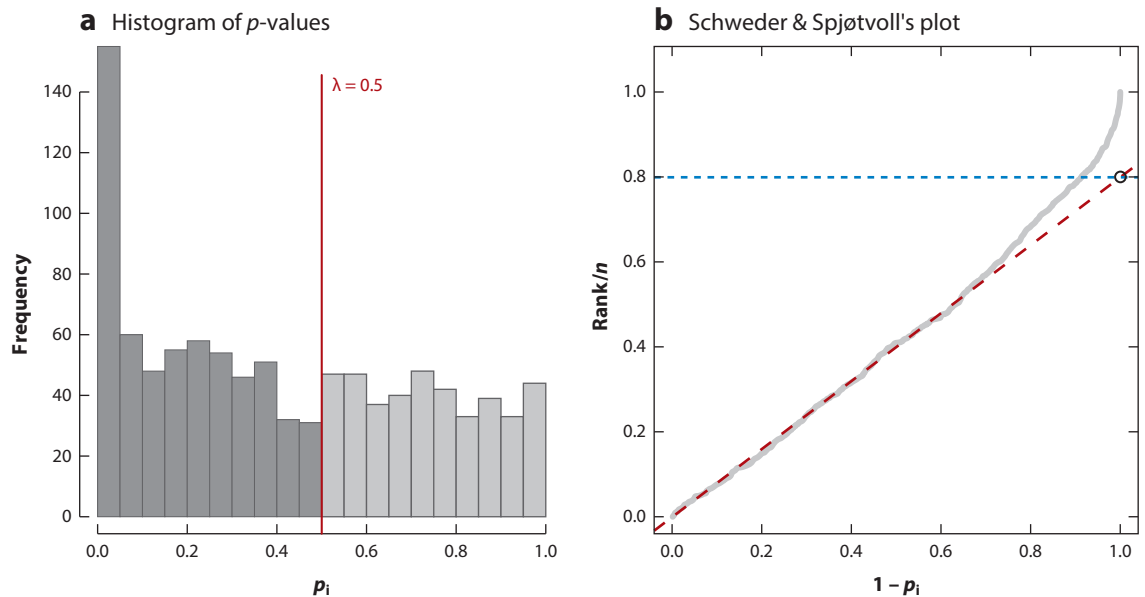 a Histogram of p-values
λ = 0.5
140
120
100
80
60
40
20
0
Frequency
0.0 0.2 0.4 0.6 0.8 1.0
pi
b Schweder & Spjøtvoll's plot
1.0
0.8
0.6
0.4
0.2
0.0
Rank/n
0.0 0.2 0.4 0.6 0.8 1.0
1 – pi